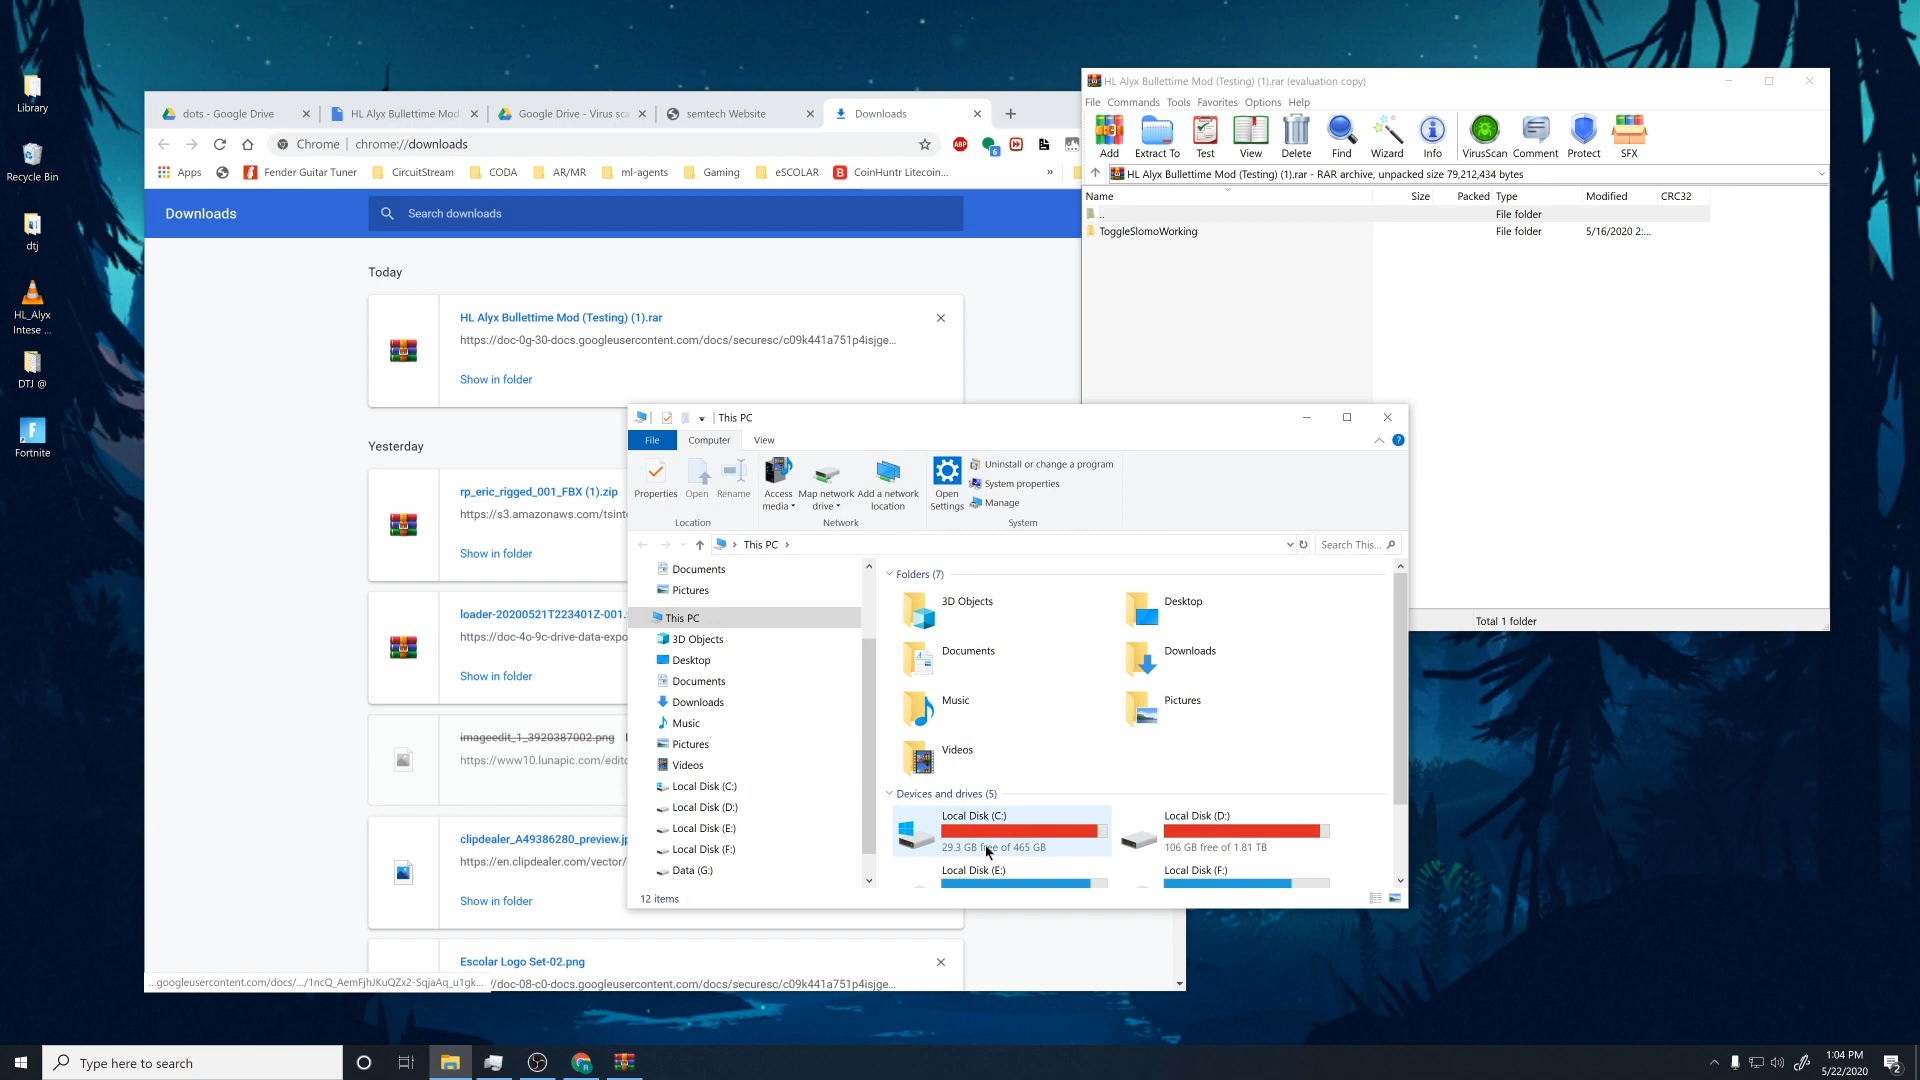 Library
Recycle Bin
dtj
HL_Alyx
Intese ...
DTJ @
Fortnite
dots - Google Drive
HL Alyx Bullettime Mod
Google Drive - Virus sca
semtech Website
Downloads
Chrome
chrome://downloads
ABP
6
Apps
Fender Guitar Tuner
CircuitStream
CODA
AR/MR
ml-agents
Gaming
eSCOLAR
CoinHuntr Litecoin...
»
Downloads
Search downloads
Today
HL Alyx Bullettime Mod (Testing) (1).rar
https://doc-0g-30-docs.googleusercontent.com/docs/securesc/c09k441a751p4isjge...
Show in folder
Yesterday
rp_eric_rigged_001_FBX (1).zip
https://s3.amazonaws.com/tsint
Show in folder
loader-20200521T223401Z-001.
https://doc-4o-9c-drive-data-expo
Show in folder
imageedit_1_3920387002.png
https://www10.lunapic.com/edito
clipdealer_A49386280_preview.jp
https://en.clipdealer.com/vector/
Show in folder
Escolar Logo Set-02.png
/doc-08-c0-docs.googleusercontent.com/docs/securesc/c09k441a751p4isjge...
...googleusercontent.com/docs/.../1ncQ_AemFjhJKuQZx2-SqjaAq_u1gk...
HL Alyx Bullettime Mod (Testing) (1).rar (evaluation copy)
File Commands Tools Favorites Options Help
Add
Extract To
Test
View
Delete
Find
Wizard
Info
VirusScan
Comment
Protect
SFX
HL Alyx Bullettime Mod (Testing) (1).rar - RAR archive, unpacked size 79,212,434 bytes
Name Size Packed Type Modified CRC32
.. File folder
ToggleSlomoWorking File folder 5/16/2020 2:...
Total 1 folder
This PC
File Computer View
Properties
Open
Rename
Location
Access
media
Map network
drive
Add a network
location
Network
Open
Settings
Uninstall or change a program
System properties
Manage
System
This PC
Search This...
Documents
Pictures
This PC
3D Objects
Desktop
Documents
Downloads
Music
Pictures
Videos
Local Disk (C:)
Local Disk (D:)
Local Disk (E:)
Local Disk (F:)
Data (G:)
Folders (7)
3D Objects
Desktop
Documents
Downloads
Music
Pictures
Videos
Devices and drives (5)
Local Disk (C:)
29.3 GB free of 465 GB
Local Disk (D:)
106 GB free of 1.81 TB
Local Disk (E:)
Local Disk (F:)
12 items
Type here to search
1:04 PM
5/22/2020
2